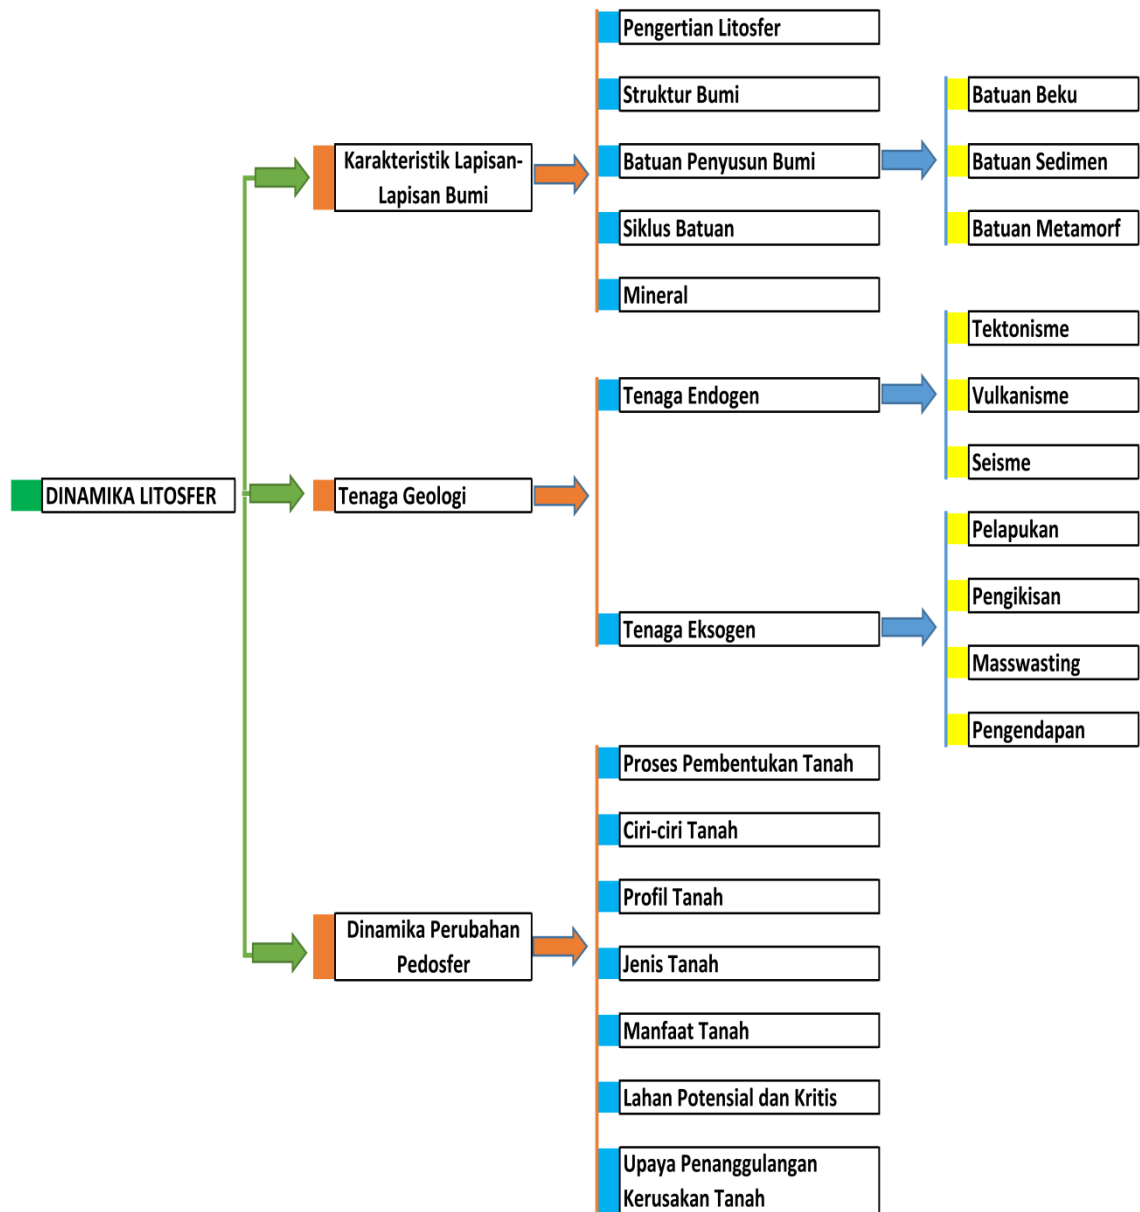 DINAMIKA LITOSFER
Karakteristik Lapisan-
Lapisan Bumi
Pengertian Litosfer
Struktur Bumi
Batuan Penyusun Bumi
Batuan Beku
Batuan Sedimen
Batuan Metamorf
Siklus Batuan
Mineral
Tenaga Geologi
Tenaga Endogen
Tektonisme
Vulkanisme
Seisme
Tenaga Eksogen
Pelapukan
Pengikisan
Masswasting
Pengendapan
Dinamika Perubahan
Pedosfer
Proses Pembentukan Tanah
Ciri-ciri Tanah
Profil Tanah
Jenis Tanah
Manfaat Tanah
Lahan Potensial dan Kritis
Upaya Penanggulangan
Kerusakan Tanah